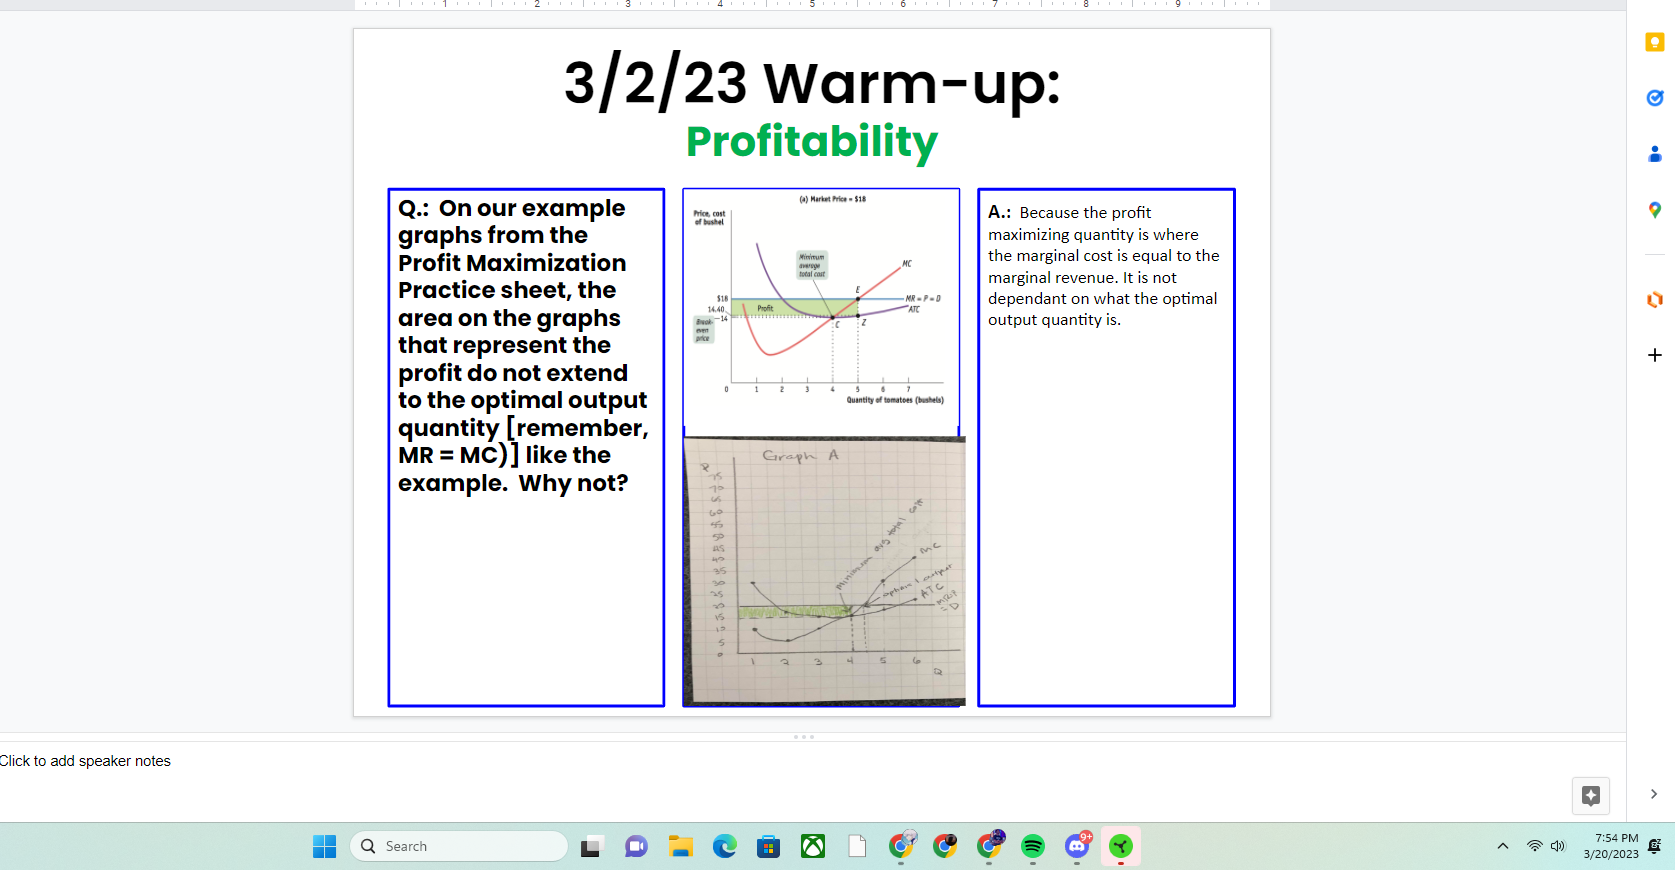 1 2 3 4 5 6 7 8 9
3/2/23 Warm-up:
Profitability
Q.: On our example
graphs from the
Profit Maximization
Practice sheet, the
area on the graphs
that represent the
profit do not extend
to the optimal output
quantity [remember,
MR = MC)] like the
example. Why not?
(a) Market Price = $18
Price, cost
of bushel
Minimum
average
total cost
MC
E
$18
MR = P = D
14.40
Profit
ATC
14
Break-
even
price
C
Z
0 1 2 3 4 5 6 7
Quantity of tomatoes (bushels)
Graph A
P
75
70
65
60
55
50
45
40
35
30
25
20
15
10
5
0
minimum avg total cost
MC
optimal output
ATC
MR=P
=D
1 2 3 4 5 6
Q
A.: Because the profit
maximizing quantity is where
the marginal cost is equal to the
marginal revenue. It is not
dependant on what the optimal
output quantity is.
Click to add speaker notes
Search
9+
7:54 PM
3/20/2023